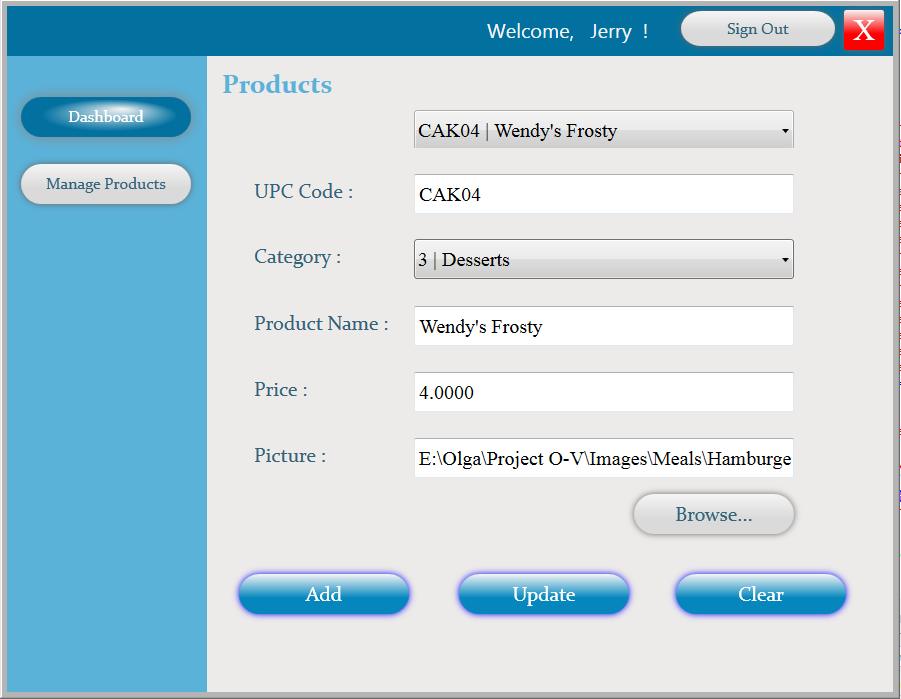 Welcome, Jerry !
Sign Out
X
Products
Dashboard
CAK04 | Wendy's Frosty
Manage Products
UPC Code :
CAK04
Category :
3 | Desserts
Product Name :
Wendy's Frosty
Price :
4.0000
Picture :
E:\Olga\Project O-V\Images\Meals\Hamburge
Browse...
Add
Update
Clear